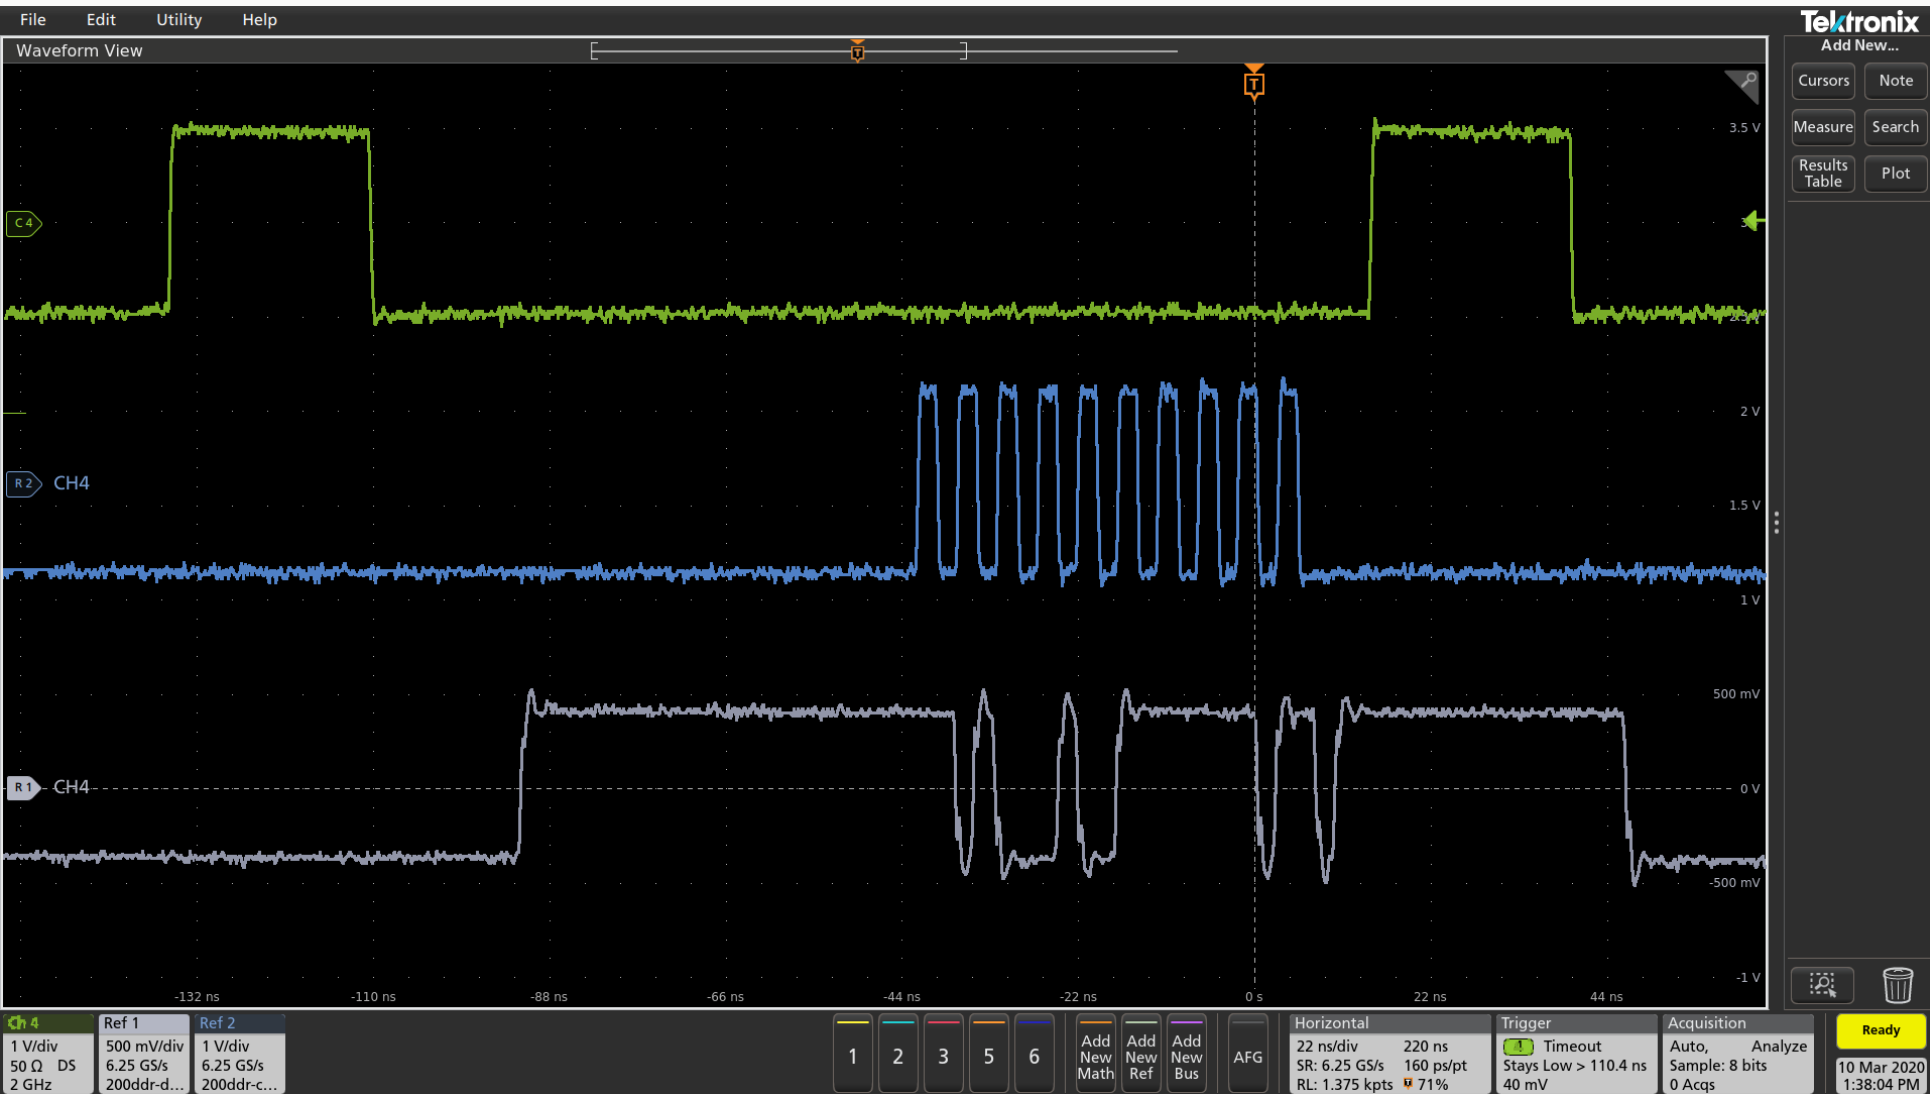 File Edit Utility Help
Tektronix
Waveform View
Add New...
Cursors Note
Measure Search
Results Table Plot
T
T
3.5 V
C 4
2 V
R 2 CH4
1.5 V
1 V
500 mV
R 1 CH4
0 V
-500 mV
-1 V
-132 ns -110 ns -88 ns -66 ns -44 ns -22 ns 0 s 22 ns 44 ns
Ch 4
1 V/div
50 Ω DS
2 GHz
Ref 1
500 mV/div
6.25 GS/s
200ddr-d...
Ref 2
1 V/div
6.25 GS/s
200ddr-c...
1 2 3 5 6
Add New Math
Add New Ref
Add New Bus
AFG
Horizontal
22 ns/div 220 ns
SR: 6.25 GS/s 160 ps/pt
RL: 1.375 kpts 71%
Trigger
4 Timeout
Stays Low > 110.4 ns
40 mV
Acquisition
Auto, Analyze
Sample: 8 bits
0 Acqs
Ready
10 Mar 2020
1:38:04 PM